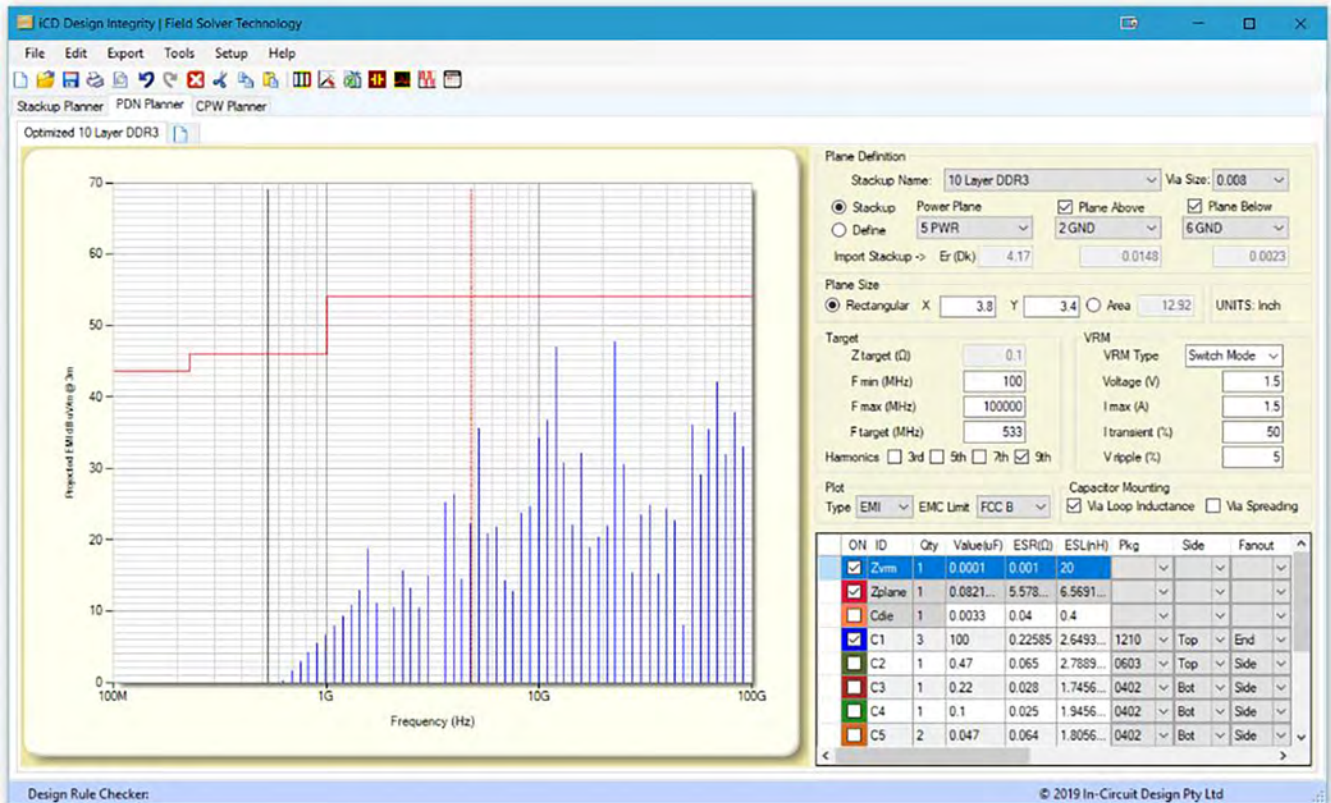 iCD Design Integrity | Field Solver Technology
File Edit Export Tools Setup Help
Stackup Planner PDN Planner CPW Planner
Optimized 10 Layer DDR3
70
60
50
40
30
20
10
0
Projected EMI dBuV/m @ 3m
100M 1G 10G 100G
Frequency (Hz)
Plane Definition
Stackup Name: 10 Layer DDR3 Via Size: 0.008
Stackup Power Plane Plane Above Plane Below
Define 5 PWR 2 GND 6 GND
Import Stackup -> Er (Dk) 4.17 0.0148 0.0023
Plane Size
Rectangular X 3.8 Y 3.4 Area 12.92 UNITS: Inch
Target
Z target (Ω) 0.1
F min (MHz) 100
F max (MHz) 100000
F target (MHz) 533
Harmonics 3rd 5th 7th 9th
VRM
VRM Type Switch Mode
Voltage (V) 1.5
I max (A) 1.5
I transient (%) 50
V ripple (%) 5
Plot
Type EMI EMC Limit FCC B
Capacitor Mounting
Via Loop Inductance Via Spreading
ON ID Qty Value(uF) ESR(Ω) ESL(nH) Pkg Side Fanout
Zvrm 1 0.0001 0.001 20
Zplane 1 0.0821... 5.578... 6.5691...
Cdie 1 0.0033 0.04 0.4
C1 3 100 0.22585 2.6493... 1210 Top End
C2 1 0.47 0.065 2.7889... 0603 Top Side
C3 1 0.22 0.028 1.7456... 0402 Bot Side
C4 1 0.1 0.025 1.9456... 0402 Bot Side
C5 2 0.047 0.064 1.8056... 0402 Bot Side
Design Rule Checker:
© 2019 In-Circuit Design Pty Ltd